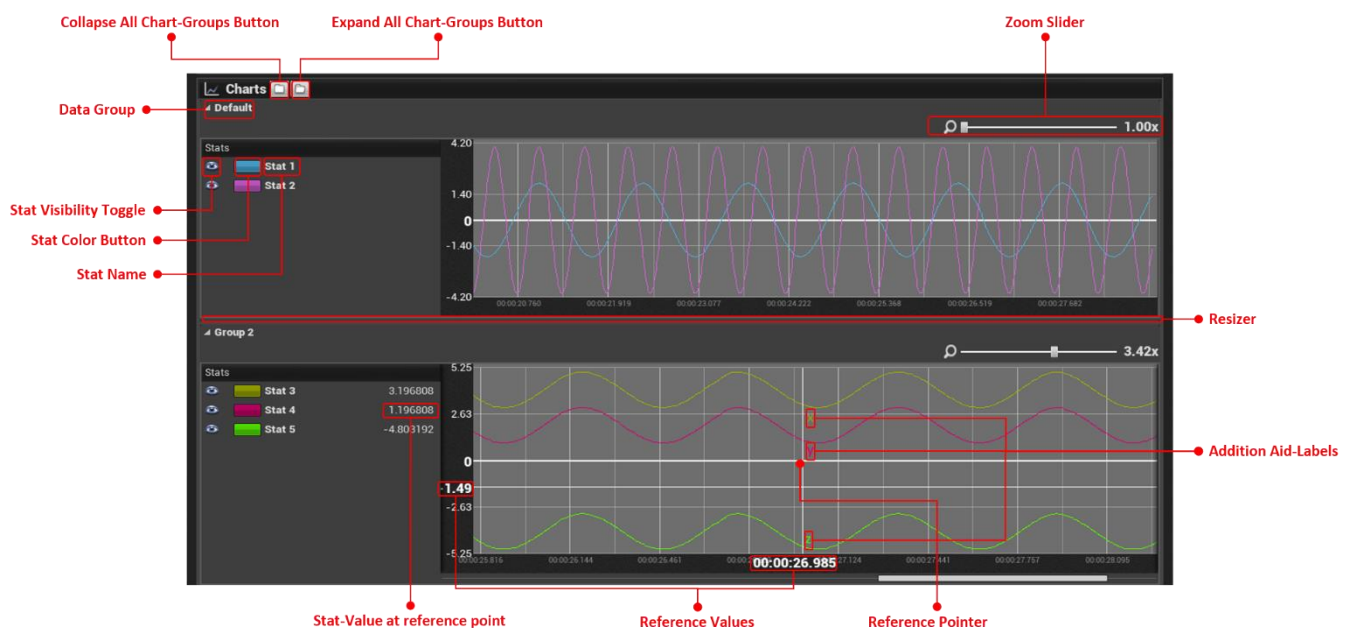 Collapse All Chart-Groups Button
Expand All Chart-Groups Button
Zoom Slider
Charts
Data Group
Default
1.00x
Stats
4.20
Stat 1
Stat 2
1.40
0
-1.40
-4.20
Stat Visibility Toggle
Stat Color Button
Stat Name
00:00:20.760
00:00:21.919
00:00:23.077
00:00:24.222
00:00:25.368
00:00:26.519
00:00:27.682
Resizer
Group 2
3.42x
Stats
5.25
Stat 3 3.196808
Stat 4 1.196808
Stat 5 -4.803192
2.63
0
-1.49
-2.63
-5.25
X
Y
Z
Addition Aid-Labels
00:00:25.816
00:00:26.144
00:00:26.461
00:00:26.985
00:00:27.441
00:00:27.757
00:00:28.095
Stat-Value at reference point
Reference Values
Reference Pointer